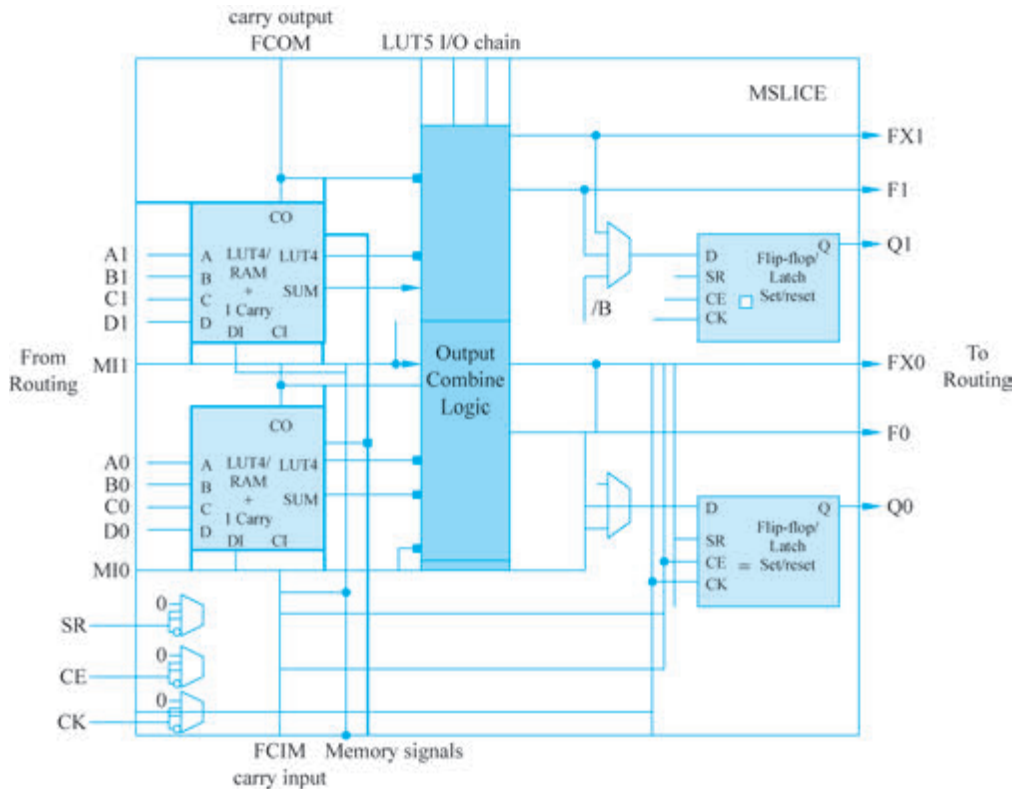 carry output
FCOM
LUT5 I/O chain
MSLICE
FX1
F1
Q1
CO
A1
B1
C1
D1
A
B
C
D
LUT4/
RAM
+
1 Carry
LUT4
SUM
DI
CI
/B
D
SR
CE
CK
Q
Flip-flop/
Latch
Set/reset
From
Routing
MI1
Output
Combine
Logic
FX0
To
Routing
CO
A0
B0
C0
D0
A
B
C
D
LUT4/
RAM
+
1 Carry
LUT4
SUM
DI
CI
F0
Q0
D
SR
CE
CK
Q
Flip-flop/
Latch
= Set/reset
MI0
0
SR
0
CE
0
CK
FCIM
carry input
Memory signals